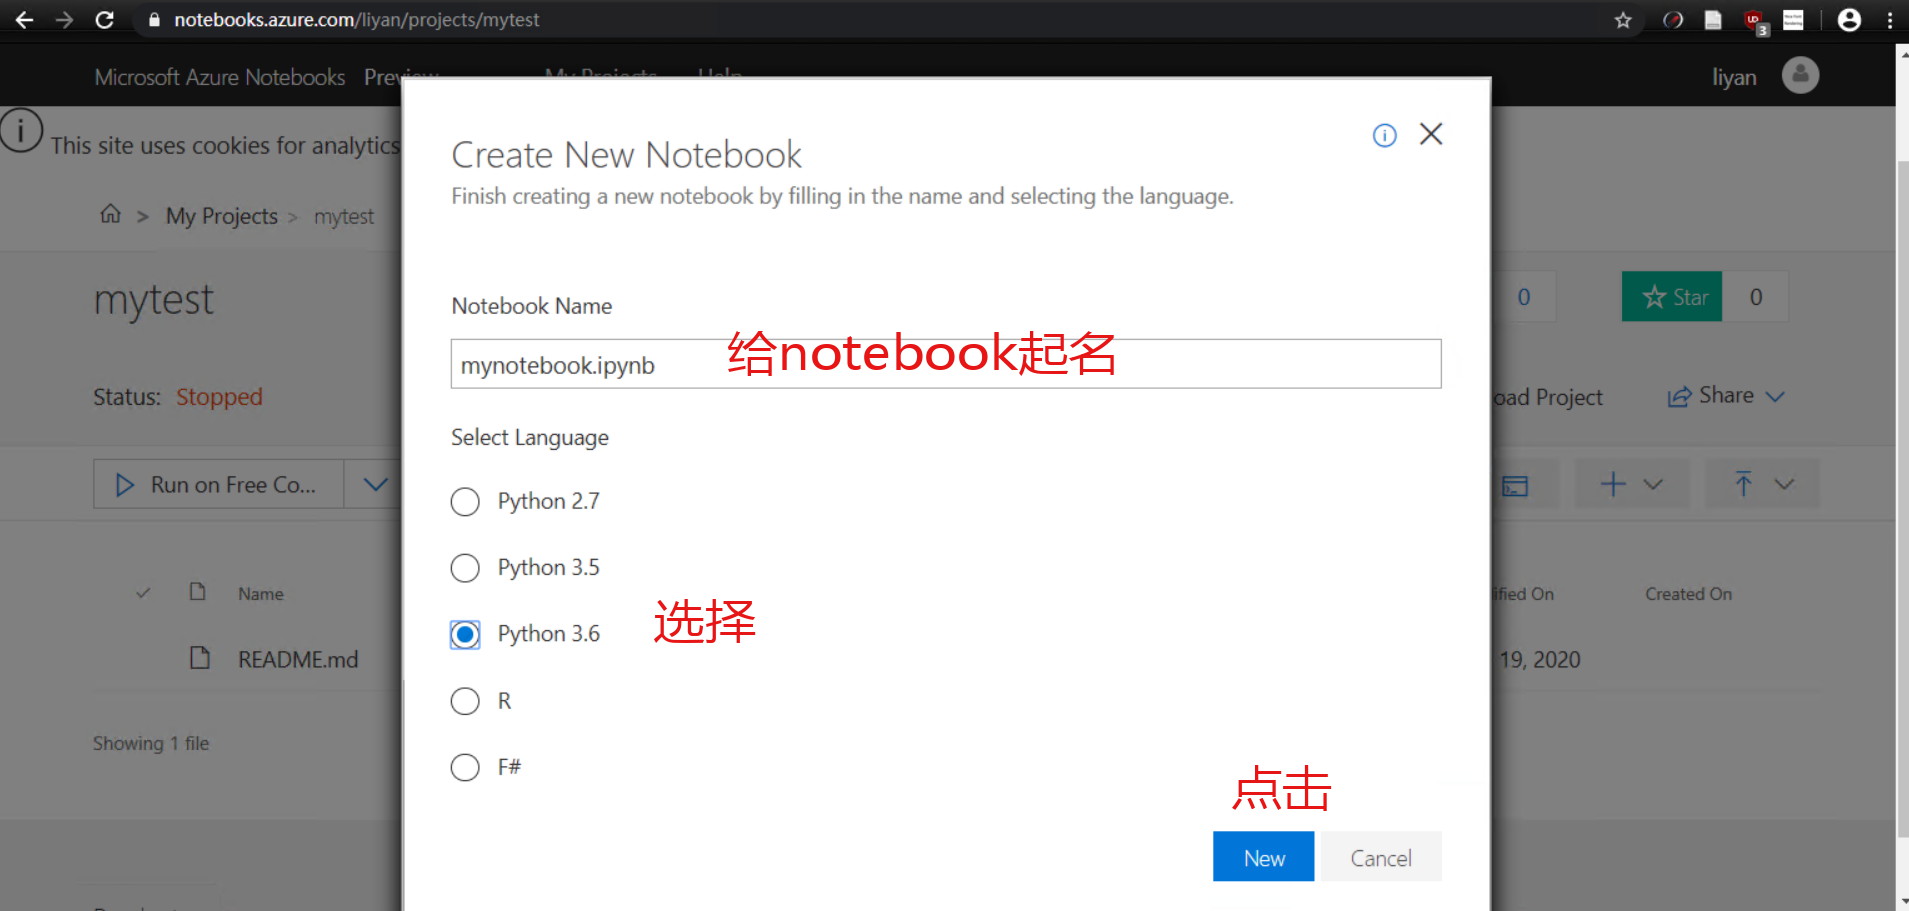 notebooks.azure.com/liyan/projects/mytest
3
Microsoft Azure Notebooks Preview My Projects Help liyan
This site uses cookies for analytics
Create New Notebook
Finish creating a new notebook by filling in the name and selecting the language.
> My Projects > mytest
mytest
0
Star 0
Notebook Name
mynotebook.ipynb
给notebook起名
Status: Stopped
oad Project
Share
Select Language
Run on Free Co...
Python 2.7
Python 3.5
Python 3.6
选择
R
F#
Name
ified On
Created On
README.md
19, 2020
Showing 1 file
点击
New
Cancel